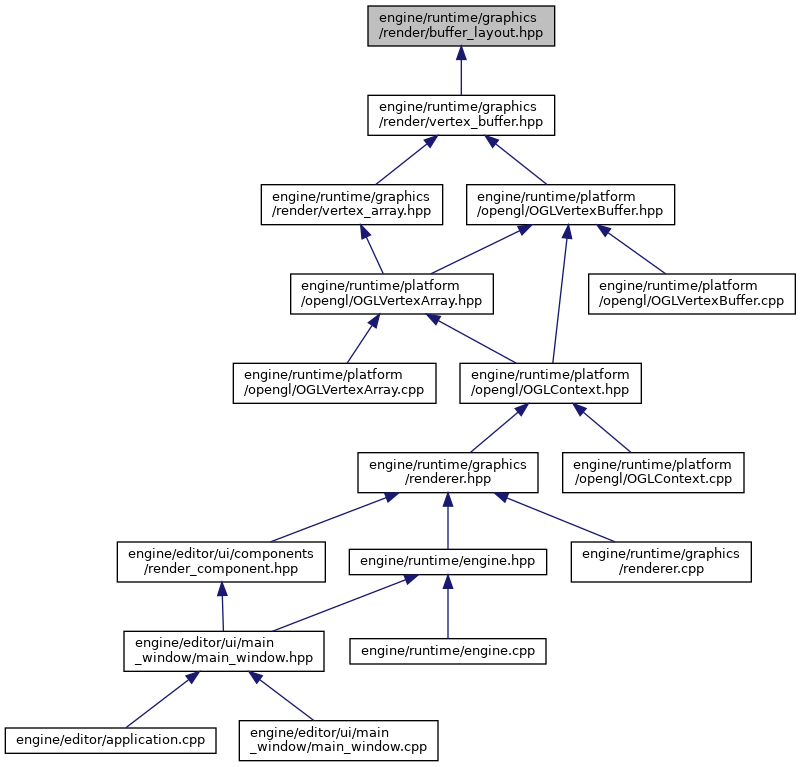 engine/runtime/graphics
/render/buffer_layout.hpp
engine/runtime/graphics
/render/vertex_buffer.hpp
engine/runtime/graphics
/render/vertex_array.hpp
engine/runtime/platform
/opengl/OGLVertexBuffer.hpp
engine/runtime/platform
/opengl/OGLVertexArray.hpp
engine/runtime/platform
/opengl/OGLVertexBuffer.cpp
engine/runtime/platform
/opengl/OGLVertexArray.cpp
engine/runtime/platform
/opengl/OGLContext.hpp
engine/runtime/graphics
/renderer.hpp
engine/runtime/platform
/opengl/OGLContext.cpp
engine/editor/ui/components
/render_component.hpp
engine/runtime/engine.hpp
engine/runtime/graphics
/renderer.cpp
engine/editor/ui/main
_window/main_window.hpp
engine/runtime/engine.cpp
engine/editor/application.cpp
engine/editor/ui/main
_window/main_window.cpp